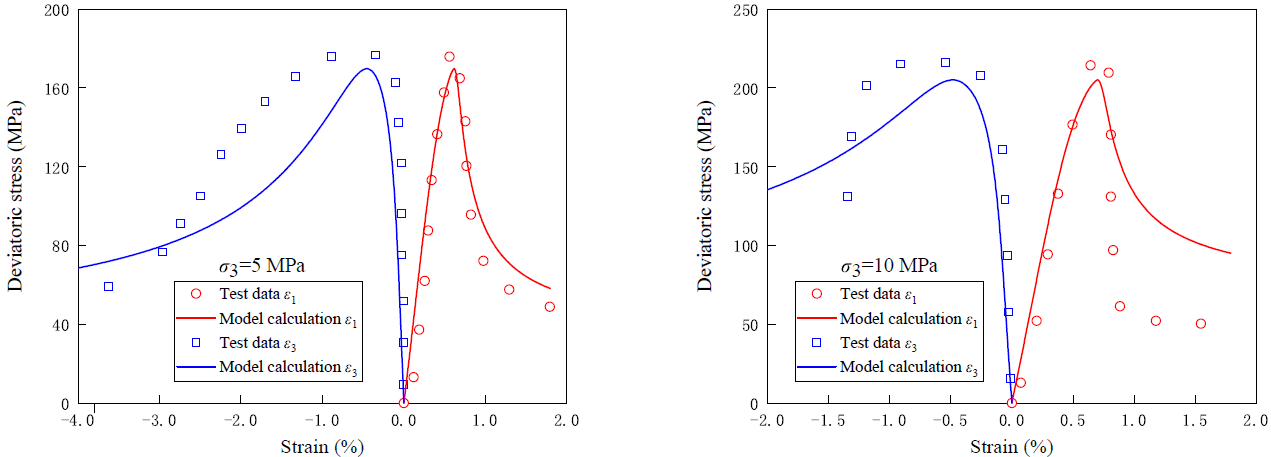 200
160
120
80
40
0
Deviatoric stress (MPa)
σ3=5 MPa
Test data ε1
Model calculation ε1
Test data ε3
Model calculation ε3
-4.0 -3.0 -2.0 -1.0 0.0 1.0 2.0
Strain (%)
250
200
150
100
50
0
Deviatoric stress (MPa)
σ3=10 MPa
Test data ε1
Model calculation ε1
Test data ε3
Model calculation ε3
-2.0 -1.5 -1.0 -0.5 0.0 0.5 1.0 1.5 2.0
Strain (%)